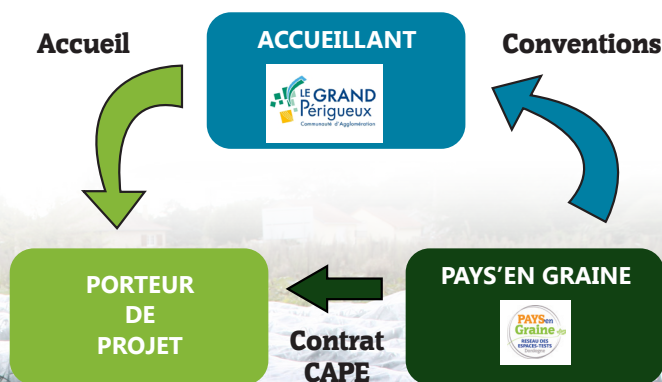 Accueil
ACCUEILLANT
Conventions
LE GRAND
Périgueux
Communauté d'Agglomération
PORTEUR
DE
PROJET
PAYS'EN GRAINE
PAYS en
Graine
RESEAU DES
ESPACES-TESTS
Dordogne
Contrat
CAPE